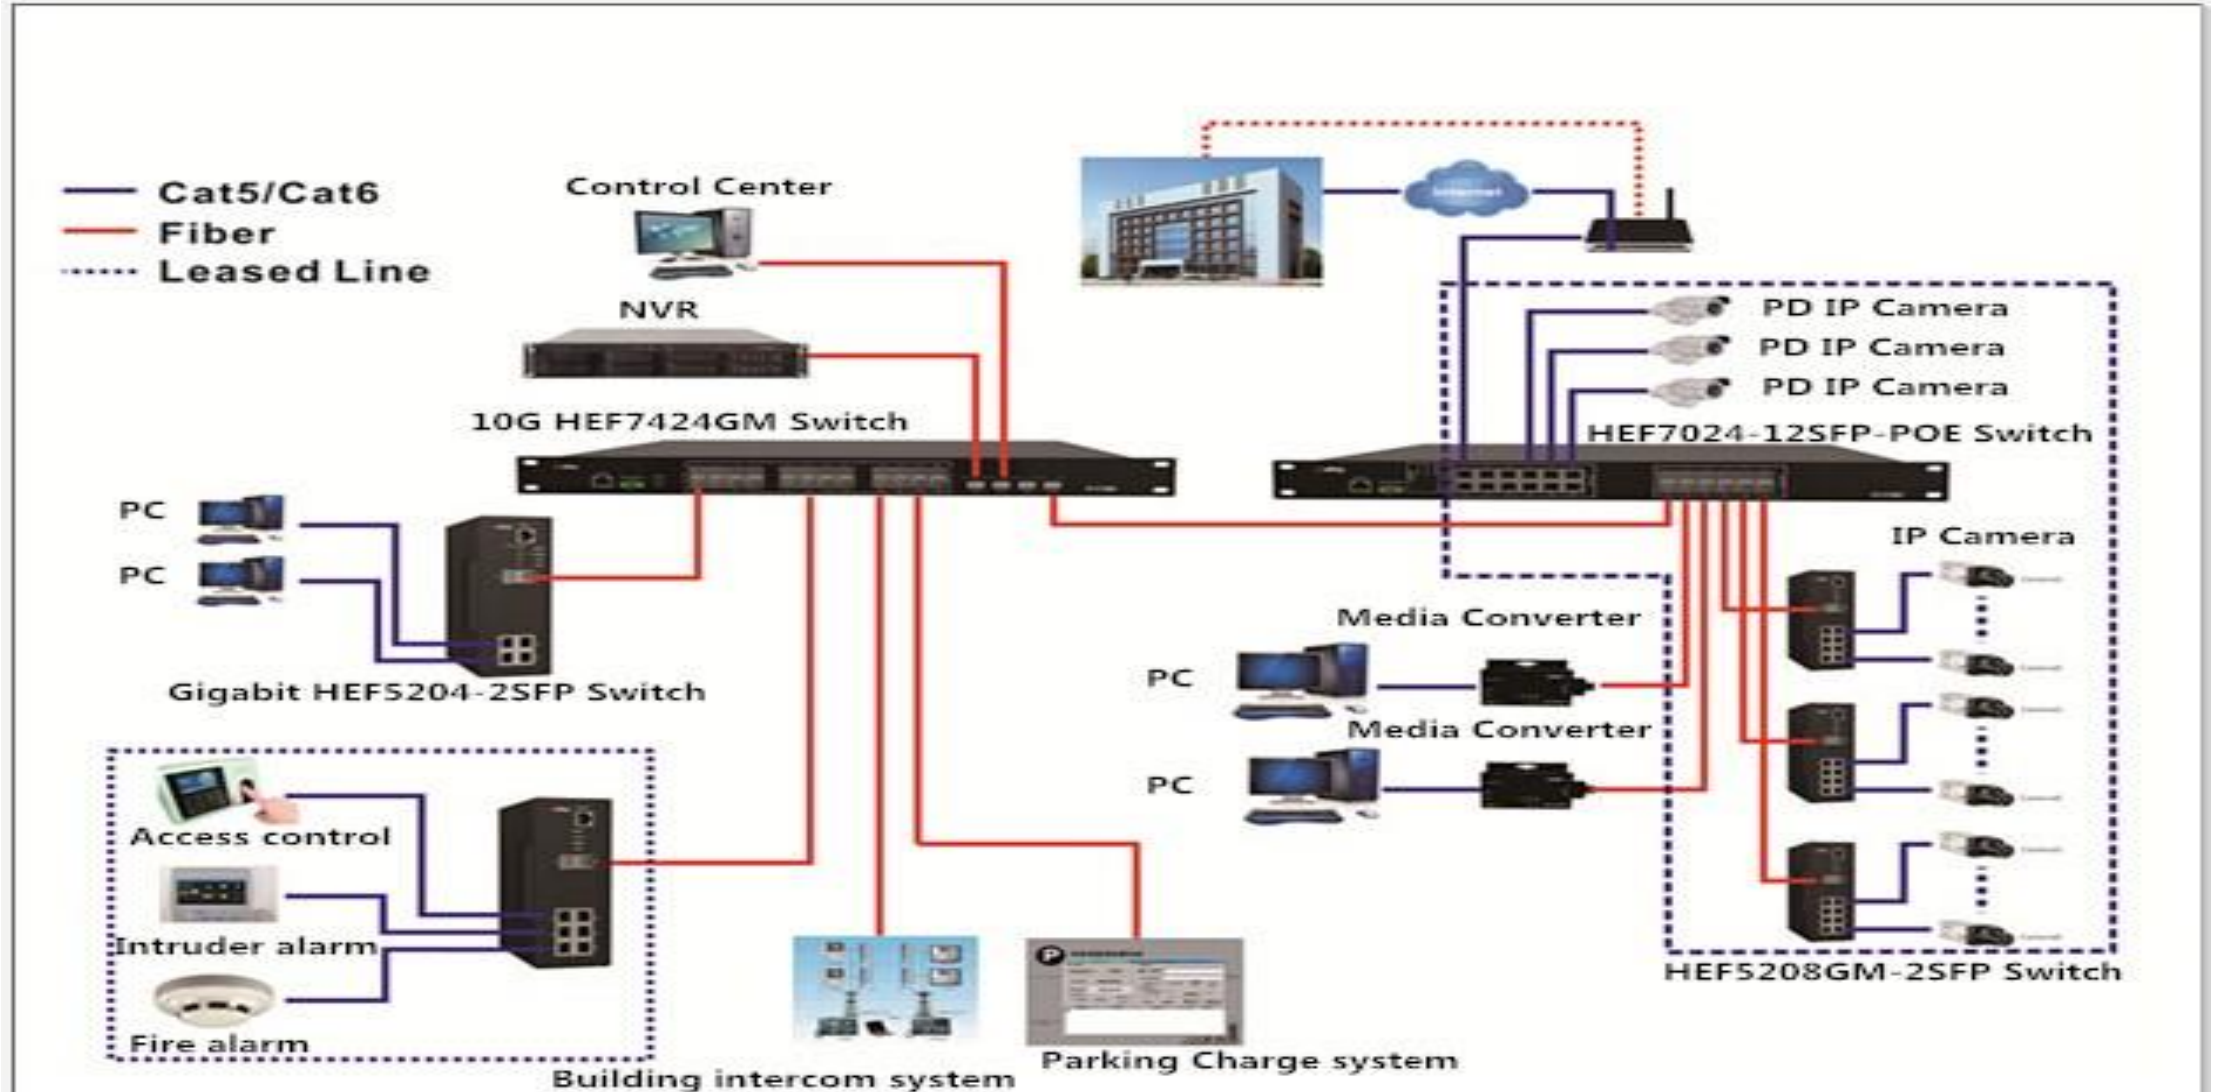 Cat5/Cat6
Fiber
Leased Line
Control Center
NVR
10G HEF7424GM Switch
Internet
PD IP Camera
PD IP Camera
PD IP Camera
HEF7024-12SFP-POE Switch
PC
PC
Gigabit HEF5204-2SFP Switch
IP Camera
Media Converter
PC
Media Converter
PC
Access control
Intruder alarm
Fire alarm
Building intercom system
P
Parking Charge system
HEF5208GM-2SFP Switch